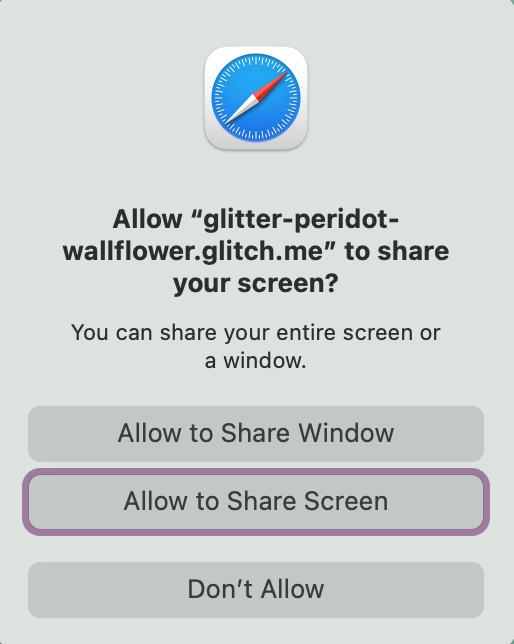 Allow “glitter-peridot-
wallflower.glitch.me” to share
your screen?
You can share your entire screen or
a window.
Allow to Share Window
Allow to Share Screen
Don’t Allow